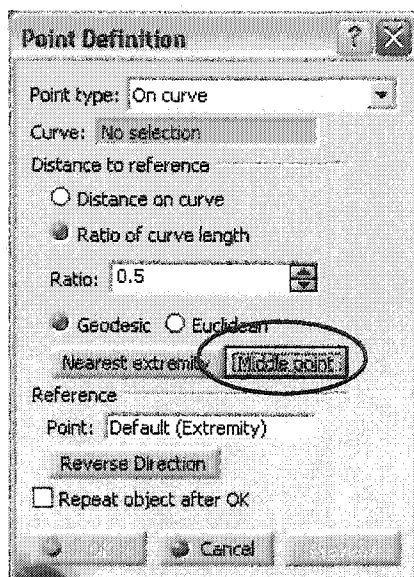 Point Definition ?
Point type: On curve
Curve: No selection
Distance to reference
Distance on curve
Ratio of curve length
Ratio: 0.5
Geodesic Euclidean
Nearest extremity Middle point
Reference
Point: Default (Extremity)
Reverse Direction
Repeat object after OK
Cancel